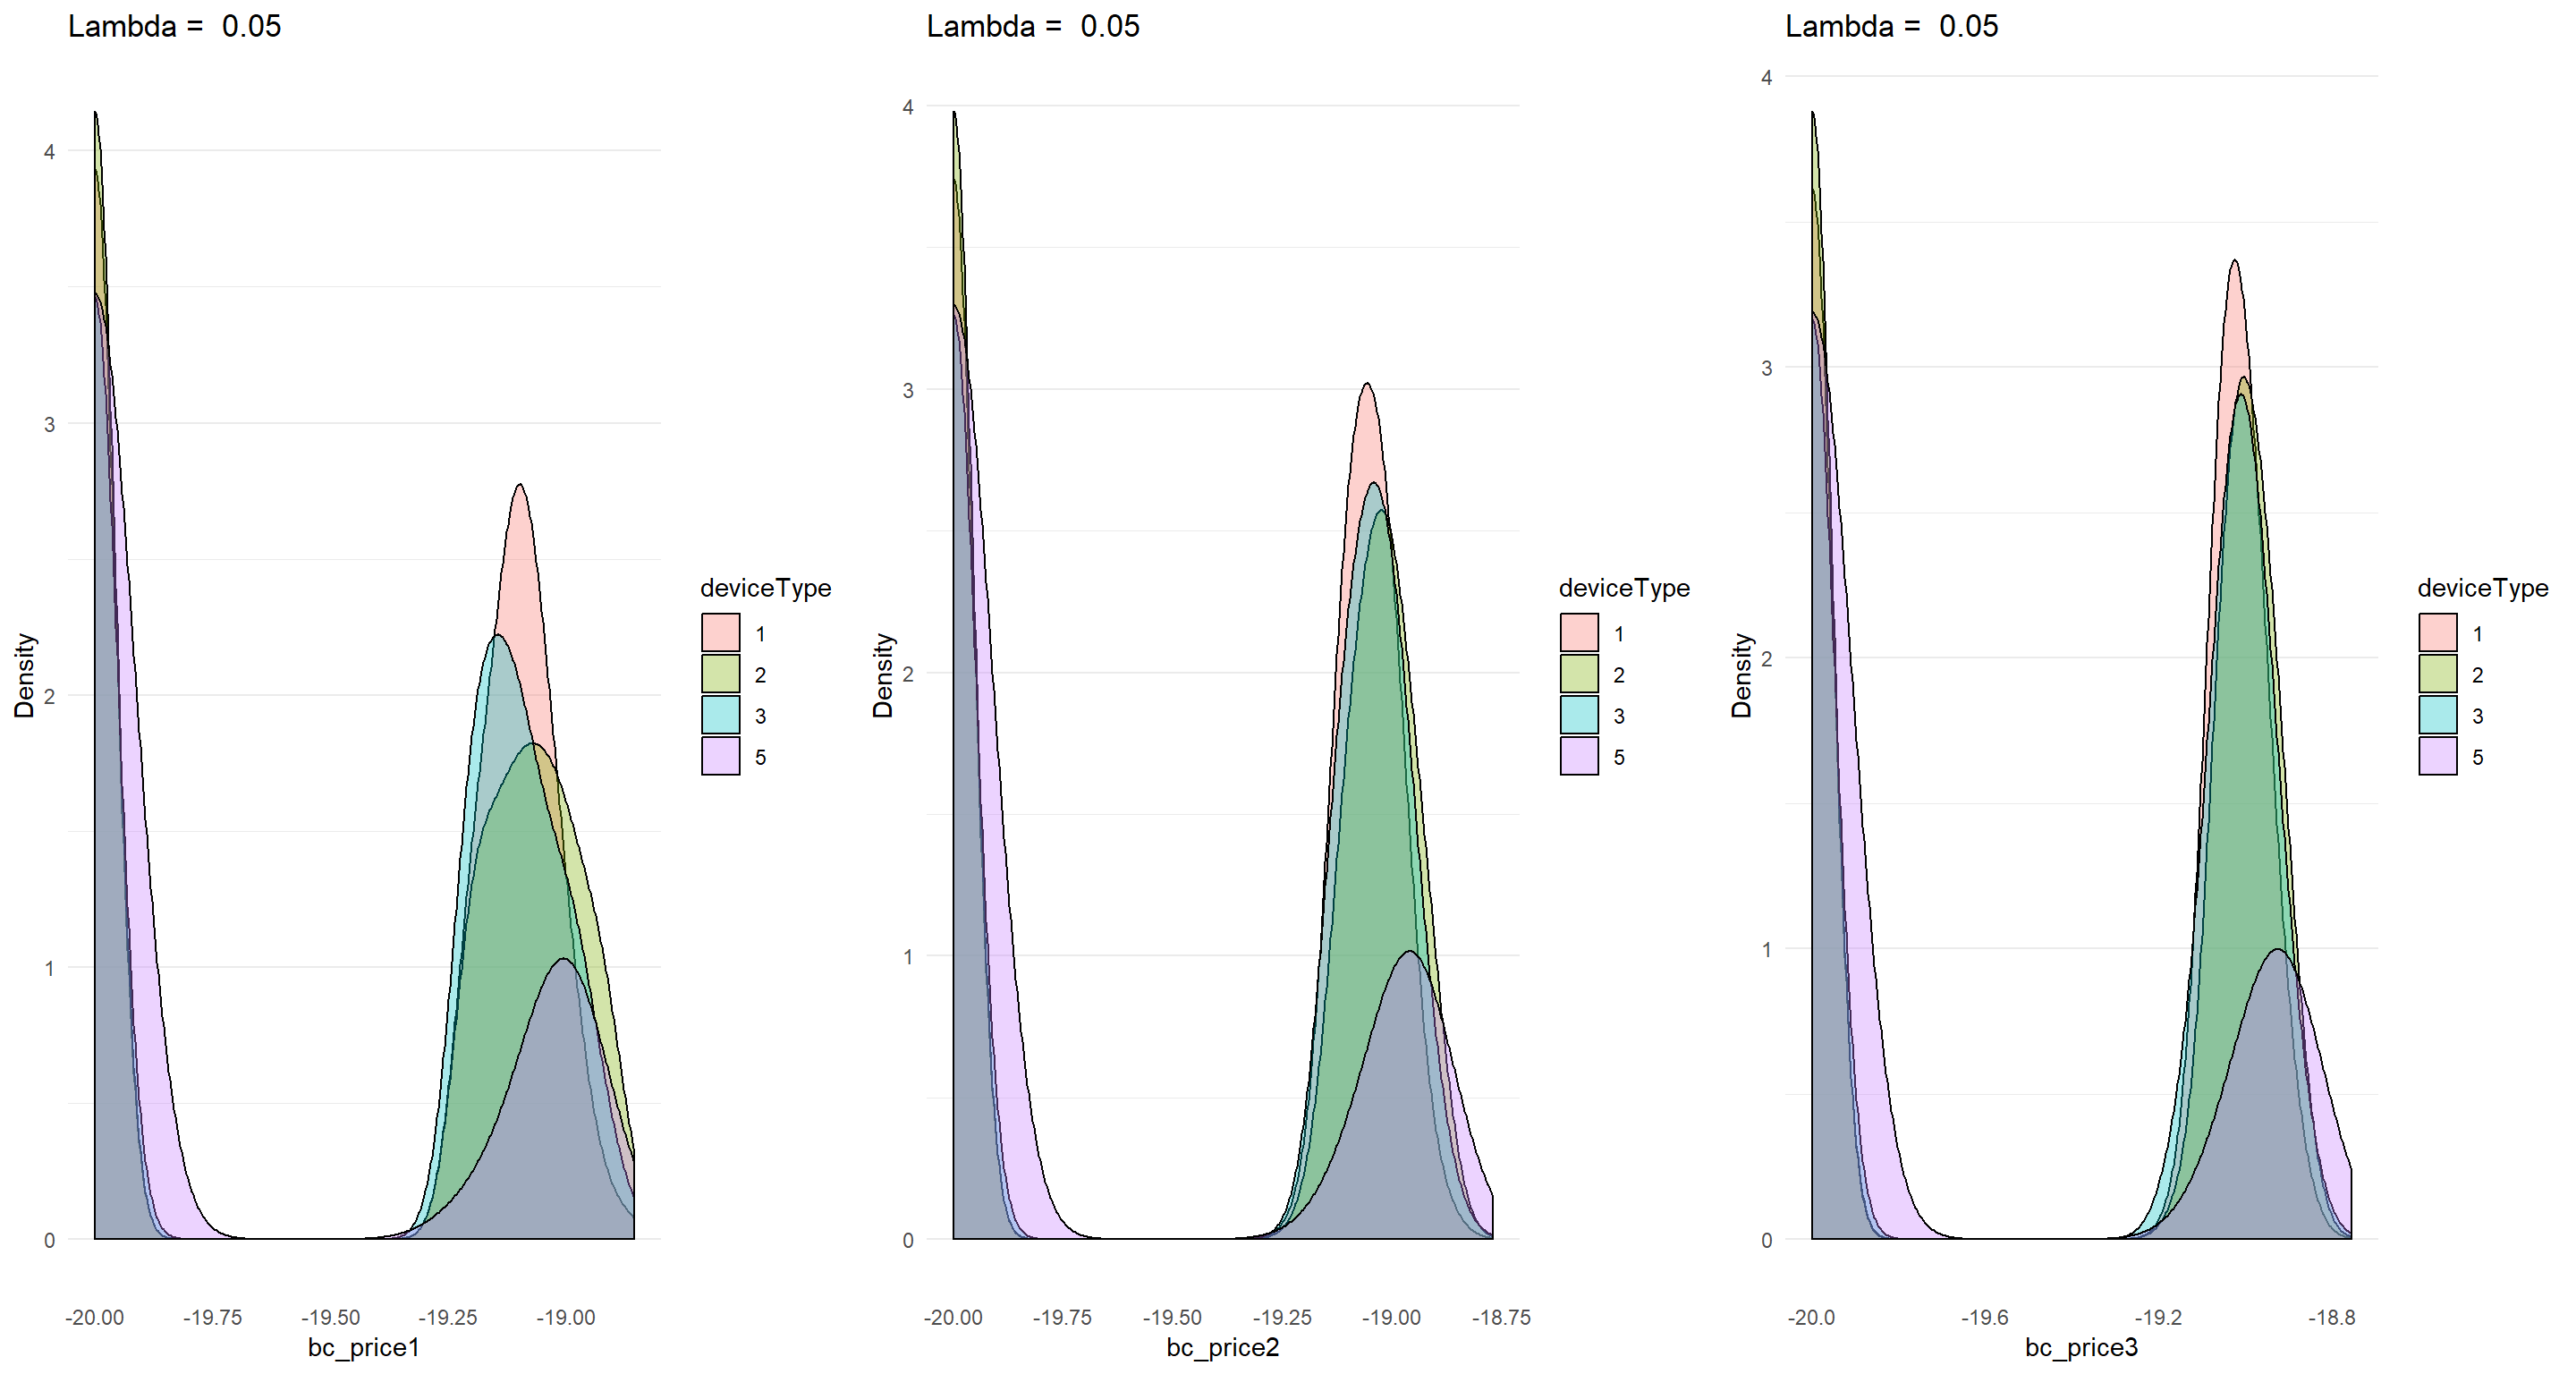 Lambda =  0.05
4
3
2
1
0
Density
-20.00 -19.75 -19.50 -19.25 -19.00
bc_price1
deviceType
1
2
3
5
Lambda =  0.05
4
3
2
1
0
Density
-20.00 -19.75 -19.50 -19.25 -19.00 -18.75
bc_price2
deviceType
1
2
3
5
Lambda =  0.05
4
3
2
1
0
Density
-20.0 -19.6 -19.2 -18.8
bc_price3
deviceType
1
2
3
5